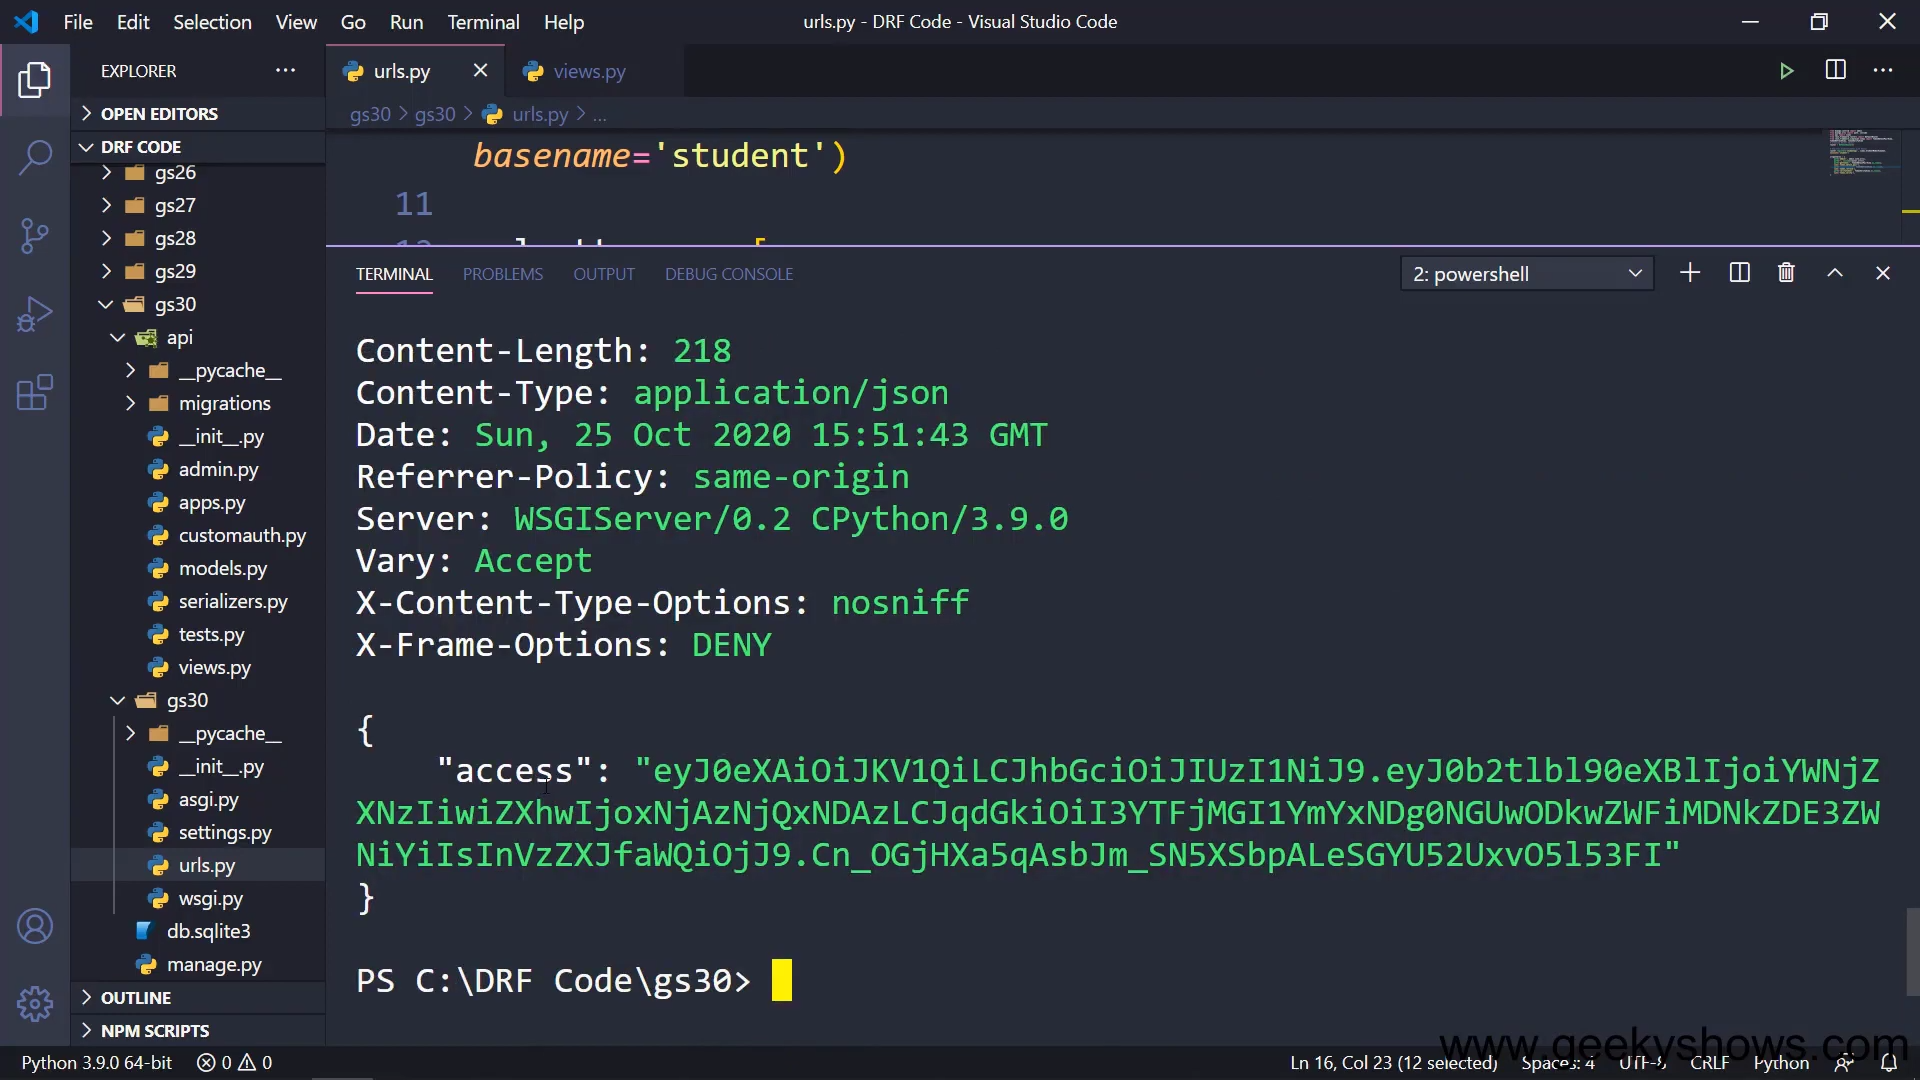 File Edit Selection View Go Run Terminal Help
urls.py - DRF Code - Visual Studio Code
EXPLORER
OPEN EDITORS
DRF CODE
gs26
gs27
gs28
gs29
gs30
api
__pycache__
migrations
__init__.py
admin.py
apps.py
customauth.py
models.py
serializers.py
tests.py
views.py
gs30
__pycache__
__init__.py
asgi.py
settings.py
urls.py
wsgi.py
db.sqlite3
manage.py
OUTLINE
NPM SCRIPTS
urls.py views.py
gs30 > gs30 > urls.py > ...
basename='student')
11
TERMINAL PROBLEMS OUTPUT DEBUG CONSOLE
2: powershell
Content-Length: 218
Content-Type: application/json
Date: Sun, 25 Oct 2020 15:51:43 GMT
Referrer-Policy: same-origin
Server: WSGIServer/0.2 CPython/3.9.0
Vary: Accept
X-Content-Type-Options: nosniff
X-Frame-Options: DENY
{
"access": "eyJ0eXAiOiJKV1QiLCJhbGciOiJIUzI1NiJ9.eyJ0b2tlbl90eXBlIjoiYWNjZ
XNzIiwiZXhwIjoxNjAzNjQxNDAzLCJqdGkiOiI3YTFjMGI1YmYxNDg0NGUwODkwZWFiMDNkZDE3ZW
NiYiIsInVzZXJfaWQiOjJ9.Cn_OGjHXa5qAsbJm_SN5XSbpALeSGYU52UxvO5l53FI"
}
PS C:\DRF Code\gs30>
www.geekyshows.com
Python 3.9.0 64-bit 0 0
Ln 16, Col 23 (12 selected) Spaces: 4 UTF-8 CRLF Python